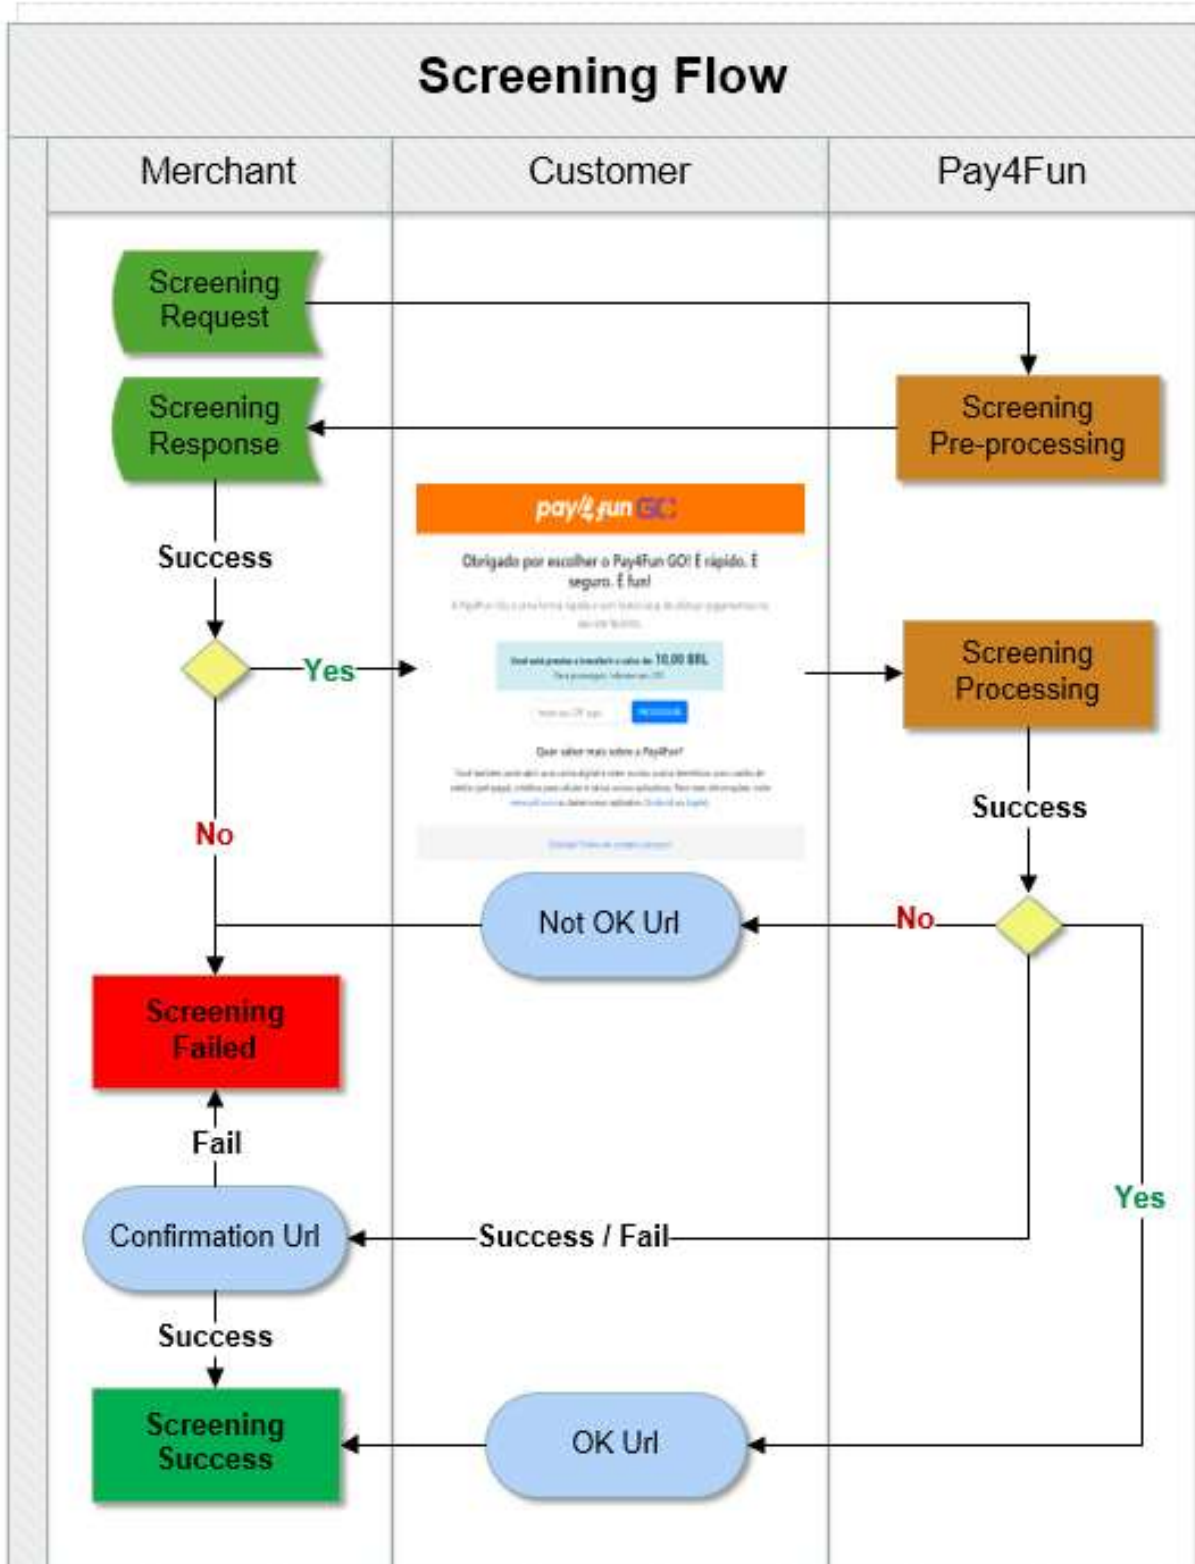 Screening Flow
Merchant
Customer
Pay4Fun
Screening
Request
Screening
Response
Screening
Pre-processing
pay4fun GO
Obrigado por escolher o Pay4Fun GO! É rápido. É
seguro. É fun!
Success
10,00 BRL
Yes
Screening
Processing
Quer saber mais sobre a Pay4Fun?
Success
No
Not OK Url
No
Screening
Failed
Fail
Yes
Confirmation Url
Success / Fail
Success
Screening
Success
OK Url